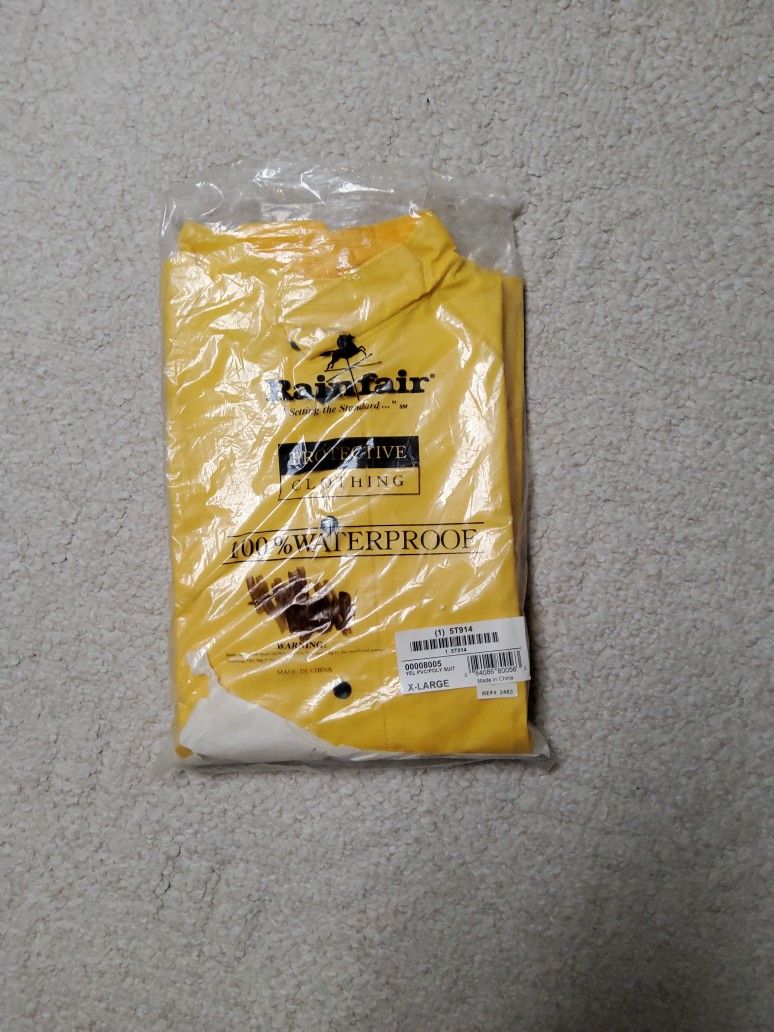 Rainfair®
"Setting the Standard..." SM
PROTECTIVE
CLOTHING
100% WATERPROOF
WARNING:
MADE IN CHINA
(1) 5T914
1 5T914
00008005
YEL PVC/POLY SUIT
X-LARGE
Made in China
REF# 2483